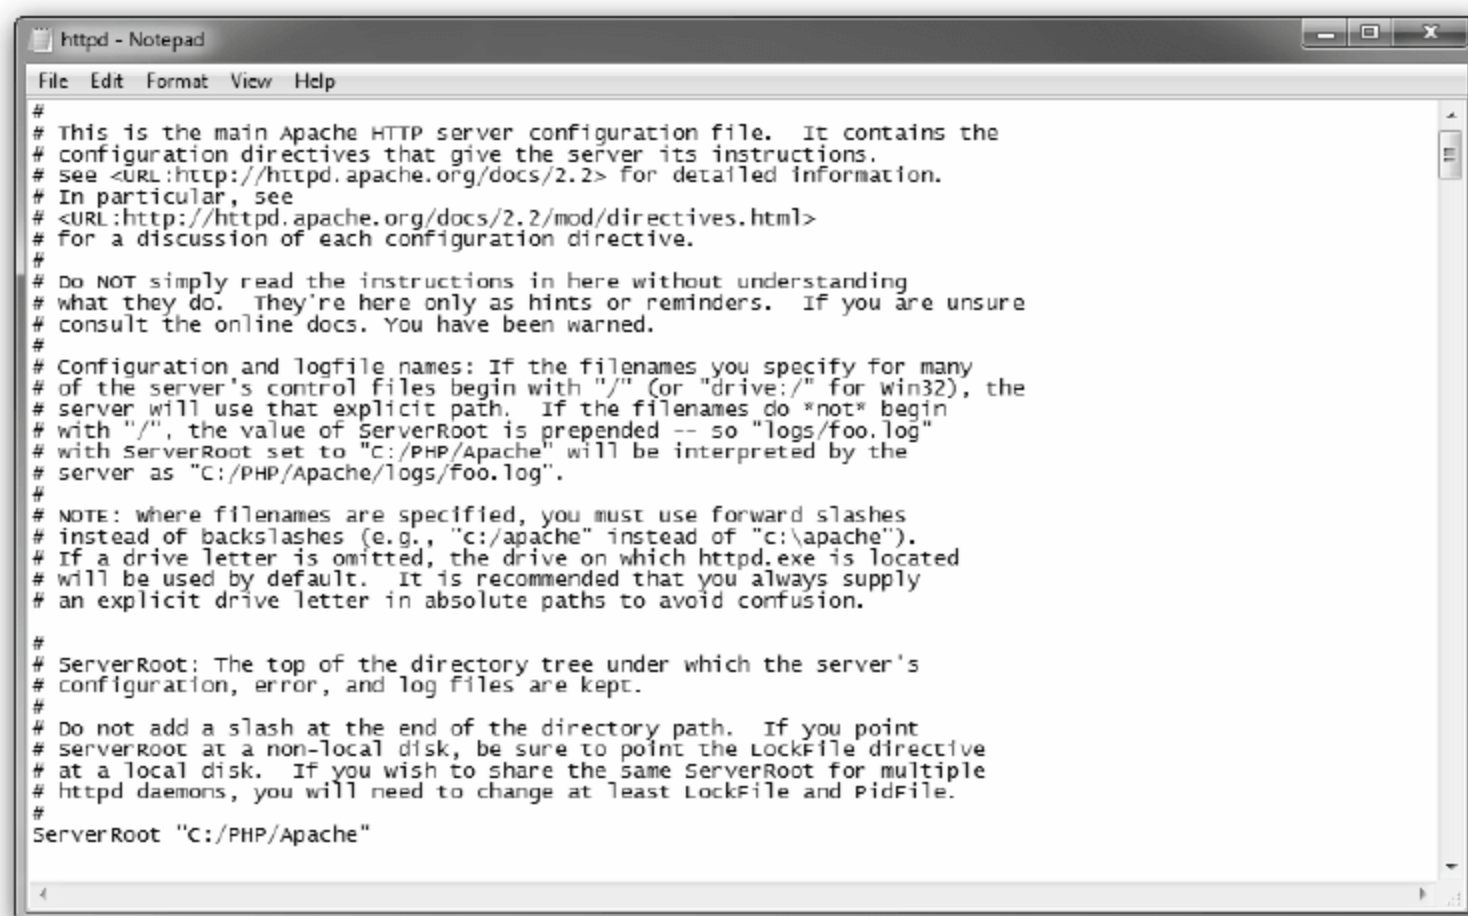 httpd - Notepad
File Edit Format View Help
#
# This is the main Apache HTTP server configuration file.  It contains the
# configuration directives that give the server its instructions.
# See <URL:http://httpd.apache.org/docs/2.2> for detailed information.
# In particular, see
# <URL:http://httpd.apache.org/docs/2.2/mod/directives.html>
# for a discussion of each configuration directive.
#
# Do NOT simply read the instructions in here without understanding
# what they do.  They're here only as hints or reminders.  If you are unsure
# consult the online docs. You have been warned.
#
# Configuration and logfile names: If the filenames you specify for many
# of the server's control files begin with "/" (or "drive:/" for Win32), the
# server will use that explicit path.  If the filenames do *not* begin
# with "/", the value of ServerRoot is prepended -- so "logs/foo.log"
# with ServerRoot set to "C:/PHP/Apache" will be interpreted by the
# server as "C:/PHP/Apache/logs/foo.log".
#
# NOTE: Where filenames are specified, you must use forward slashes
# instead of backslashes (e.g., "c:/apache" instead of "c:\apache").
# If a drive letter is omitted, the drive on which httpd.exe is located
# will be used by default.  It is recommended that you always supply
# an explicit drive letter in absolute paths to avoid confusion.
#
# ServerRoot: The top of the directory tree under which the server's
# configuration, error, and log files are kept.
#
# Do not add a slash at the end of the directory path.  If you point
# ServerRoot at a non-local disk, be sure to point the LockFile directive
# at a local disk.  If you wish to share the same ServerRoot for multiple
# httpd daemons, you will need to change at least LockFile and PidFile.
#
ServerRoot "C:/PHP/Apache"